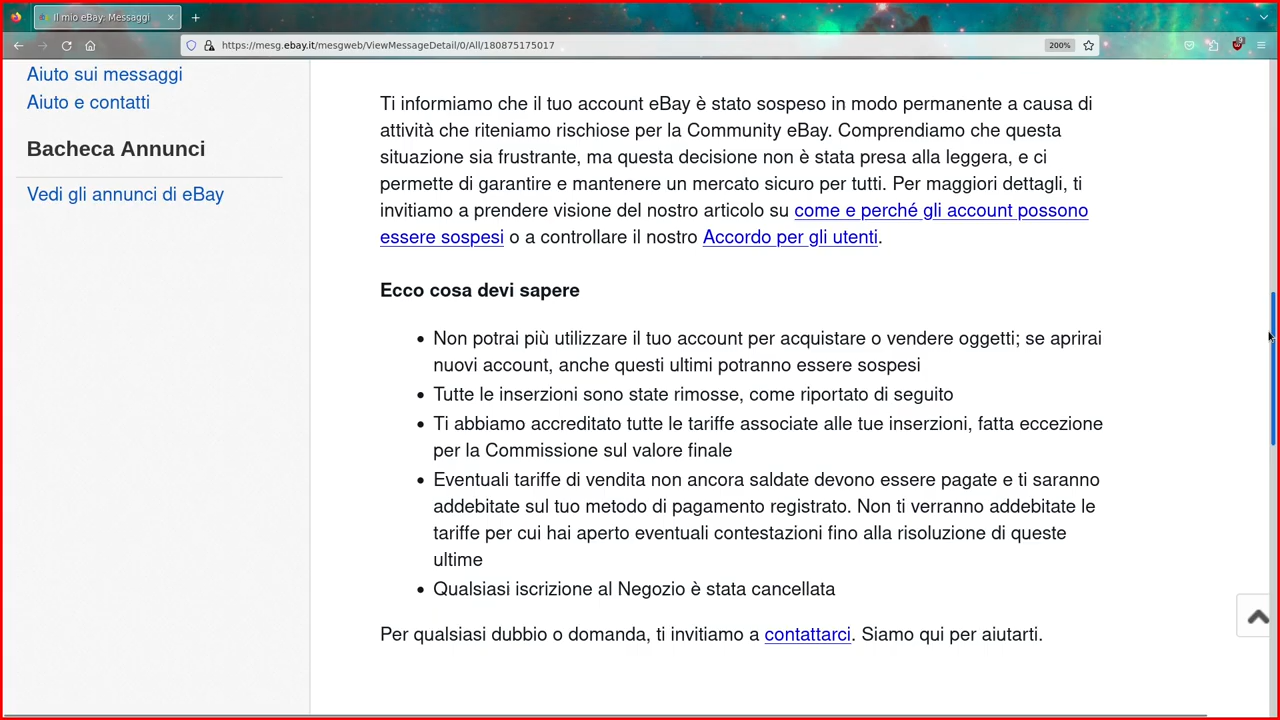 Il mio eBay: Messaggi
https://mesg.ebay.it/mesgweb/ViewMessageDetail/0/All/180875175017
200%
Aiuto sui messaggi
Aiuto e contatti
Bacheca Annunci
Vedi gli annunci di eBay
Ti informiamo che il tuo account eBay è stato sospeso in modo permanente a causa di
attività che riteniamo rischiose per la Community eBay. Comprendiamo che questa
situazione sia frustrante, ma questa decisione non è stata presa alla leggera, e ci
permette di garantire e mantenere un mercato sicuro per tutti. Per maggiori dettagli, ti
invitiamo a prendere visione del nostro articolo su come e perché gli account possono
essere sospesi o a controllare il nostro Accordo per gli utenti.
Ecco cosa devi sapere
• Non potrai più utilizzare il tuo account per acquistare o vendere oggetti; se aprirai
nuovi account, anche questi ultimi potranno essere sospesi
• Tutte le inserzioni sono state rimosse, come riportato di seguito
• Ti abbiamo accreditato tutte le tariffe associate alle tue inserzioni, fatta eccezione
per la Commissione sul valore finale
• Eventuali tariffe di vendita non ancora saldate devono essere pagate e ti saranno
addebitate sul tuo metodo di pagamento registrato. Non ti verranno addebitate le
tariffe per cui hai aperto eventuali contestazioni fino alla risoluzione di queste
ultime
• Qualsiasi iscrizione al Negozio è stata cancellata
Per qualsiasi dubbio o domanda, ti invitiamo a contattarci. Siamo qui per aiutarti.